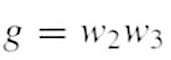 g = w₂w₃